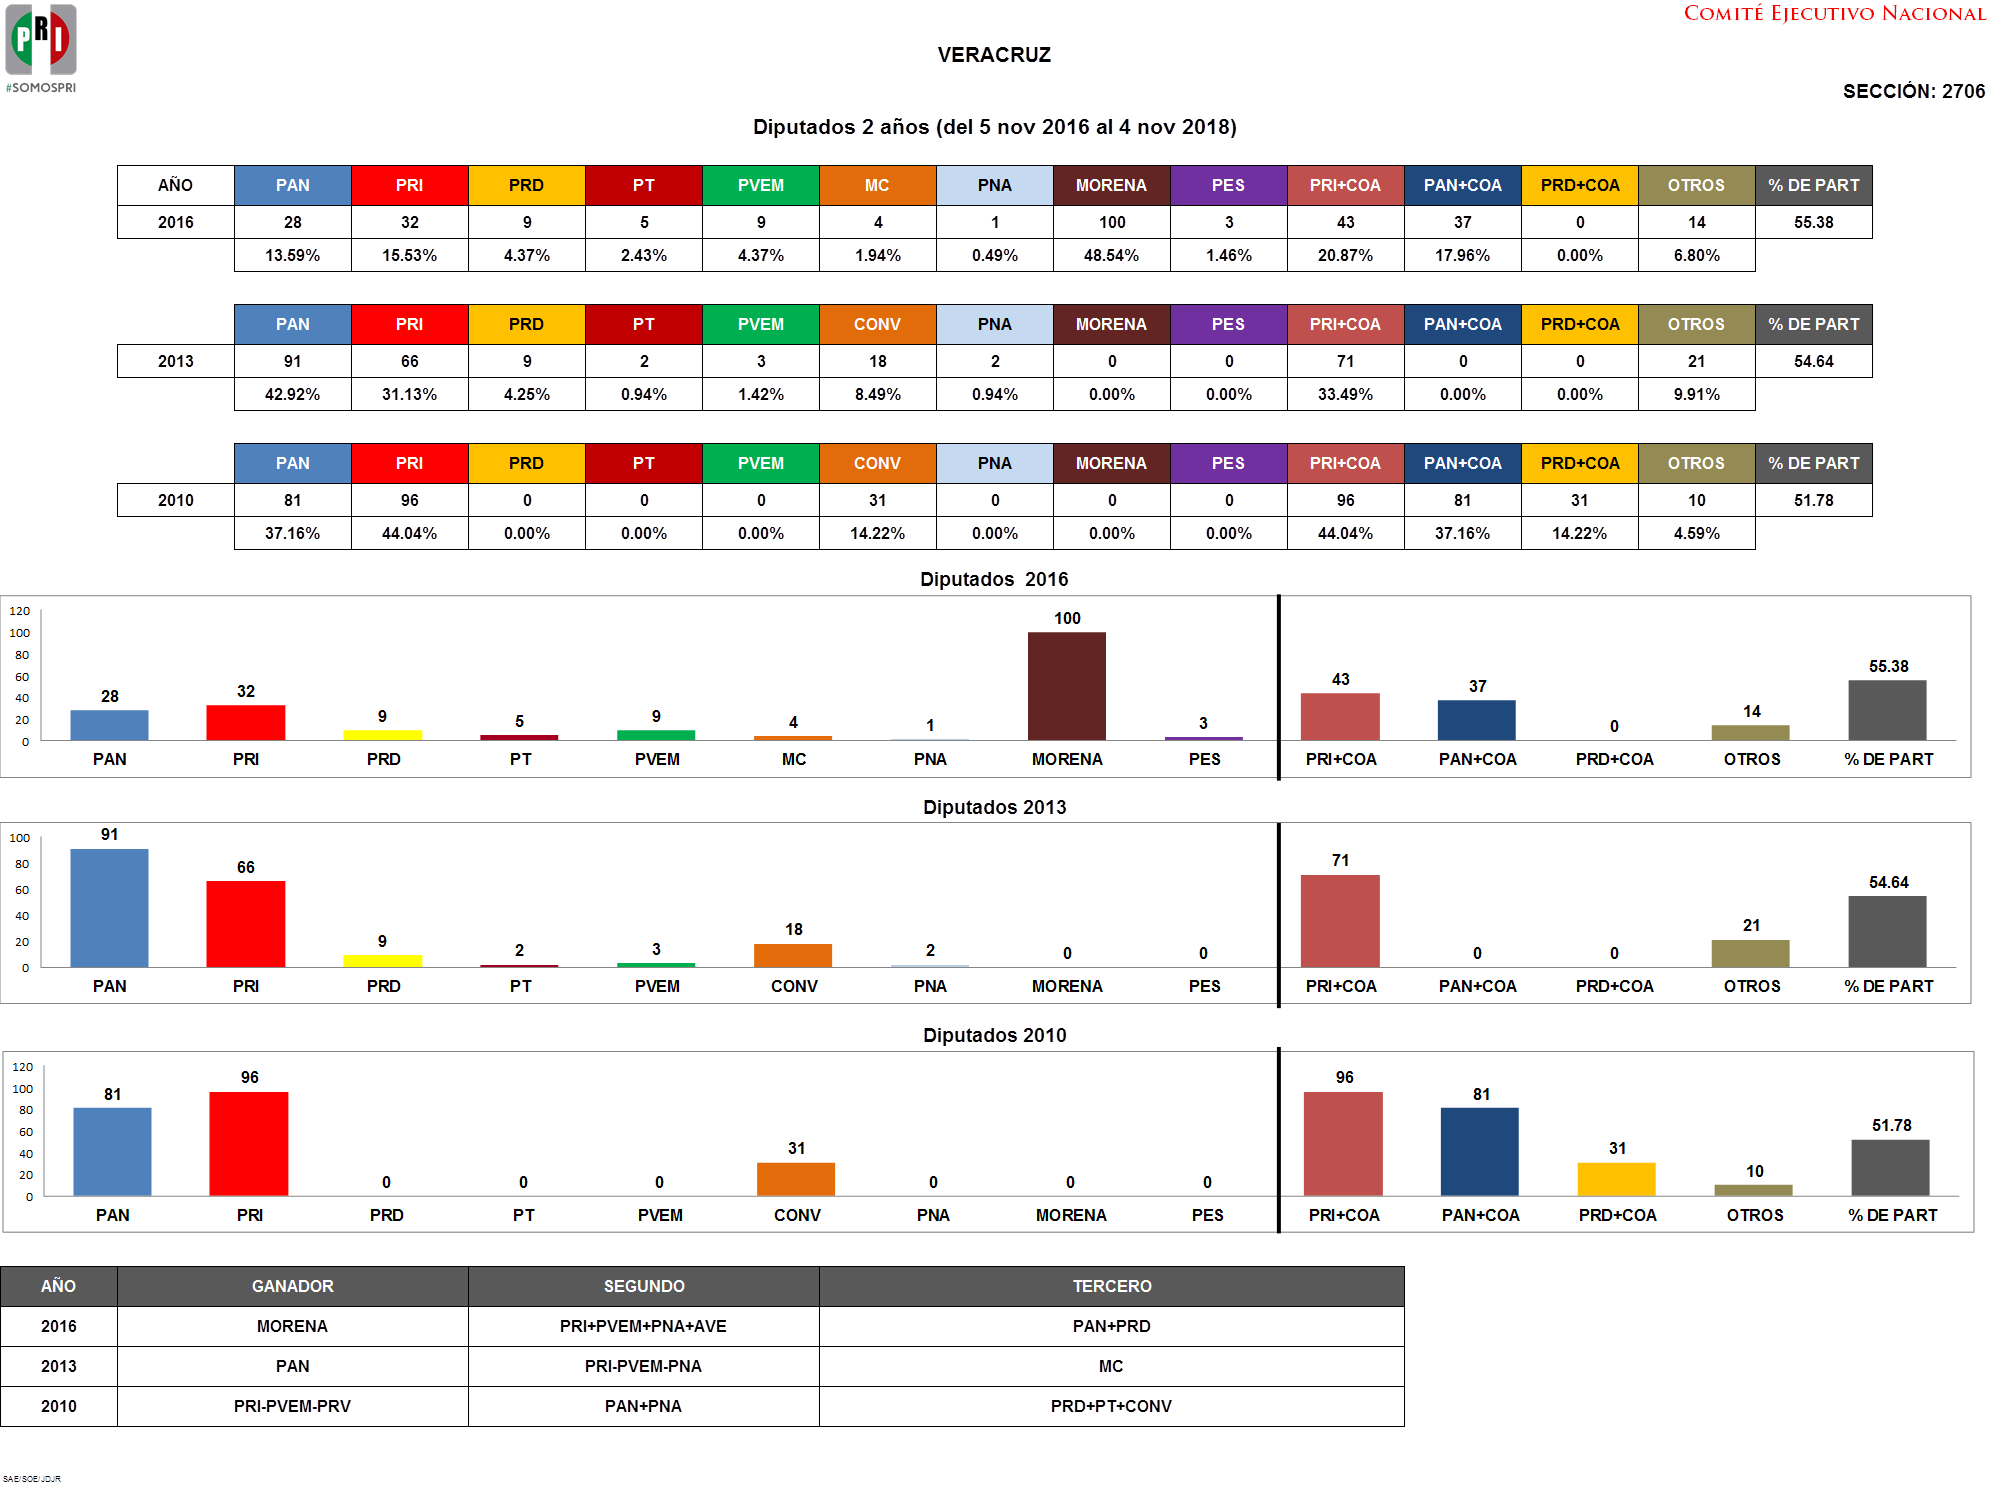 COMITÉ EJECUTIVO NACIONAL
PRI
#SOMOSPRI
VERACRUZ
SECCIÓN: 2706
Diputados 2 años (del 5 nov 2016 al 4 nov 2018)
AÑO PAN PRI PRD PT PVEM MC PNA MORENA PES PRI+COA PAN+COA PRD+COA OTROS % DE PART
2016 28 32 9 5 9 4 1 100 3 43 37 0 14 55.38
13.59% 15.53% 4.37% 2.43% 4.37% 1.94% 0.49% 48.54% 1.46% 20.87% 17.96% 0.00% 6.80%
PAN PRI PRD PT PVEM CONV PNA MORENA PES PRI+COA PAN+COA PRD+COA OTROS % DE PART
2013 91 66 9 2 3 18 2 0 0 71 0 0 21 54.64
42.92% 31.13% 4.25% 0.94% 1.42% 8.49% 0.94% 0.00% 0.00% 33.49% 0.00% 0.00% 9.91%
PAN PRI PRD PT PVEM CONV PNA MORENA PES PRI+COA PAN+COA PRD+COA OTROS % DE PART
2010 81 96 0 0 0 31 0 0 0 96 81 31 10 51.78
37.16% 44.04% 0.00% 0.00% 0.00% 14.22% 0.00% 0.00% 0.00% 44.04% 37.16% 14.22% 4.59%
Diputados 2016
120
100
80
60
40
20
0
28 32 9 5 9 4 1 100 3 43 37 0 14 55.38
PAN PRI PRD PT PVEM MC PNA MORENA PES PRI+COA PAN+COA PRD+COA OTROS % DE PART
Diputados 2013
100
80
60
40
20
0
91 66 9 2 3 18 2 0 0 71 0 0 21 54.64
PAN PRI PRD PT PVEM CONV PNA MORENA PES PRI+COA PAN+COA PRD+COA OTROS % DE PART
Diputados 2010
120
100
80
60
40
20
0
81 96 0 0 0 31 0 0 0 96 81 31 10 51.78
PAN PRI PRD PT PVEM CONV PNA MORENA PES PRI+COA PAN+COA PRD+COA OTROS % DE PART
AÑO GANADOR SEGUNDO TERCERO
2016 MORENA PRI+PVEM+PNA+AVE PAN+PRD
2013 PAN PRI-PVEM-PNA MC
2010 PRI-PVEM-PRV PAN+PNA PRD+PT+CONV
SAE/SOE/JDJR